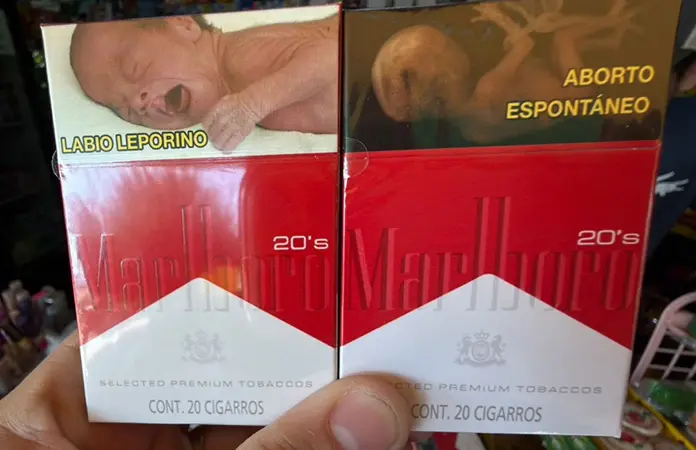 LABIO LEPORINO
20's
Marlboro
SELECTED PREMIUM TOBACCOS
CONT. 20 CIGARROS
ABORTO
ESPONTÁNEO
20's
Marlboro
SELECTED PREMIUM TOBACCOS
CONT. 20 CIGARROS